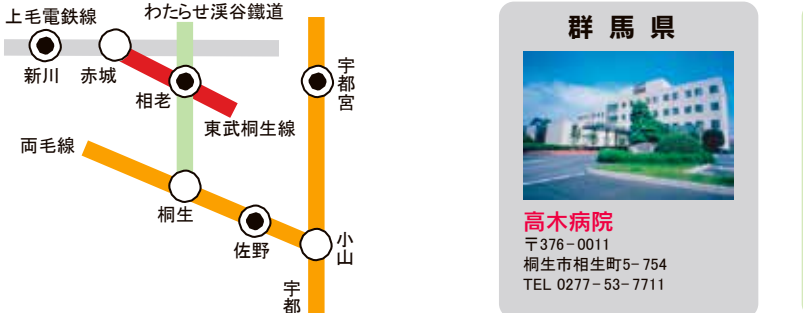 上毛電鉄線
わたらせ渓谷鐵道
新川
赤城
相老
宇都宮
東武桐生線
両毛線
桐生
佐野
小山
宇都
群馬県
高木病院
〒376-0011
桐生市相生町5-754
TEL 0277-53-7711